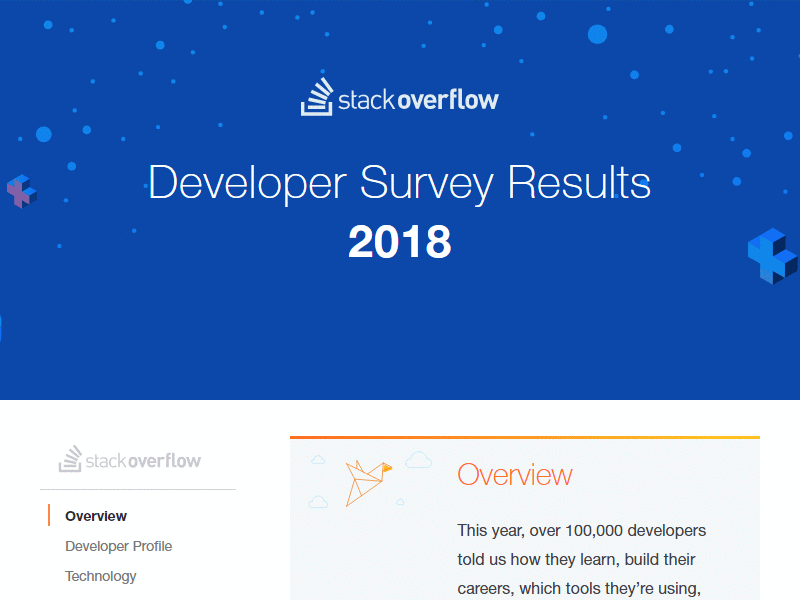 stackoverflow
Developer Survey Results
2018
stackoverflow
Overview
Developer Profile
Technology
Overview
This year, over 100,000 developers
told us how they learn, build their
careers, which tools they’re using,